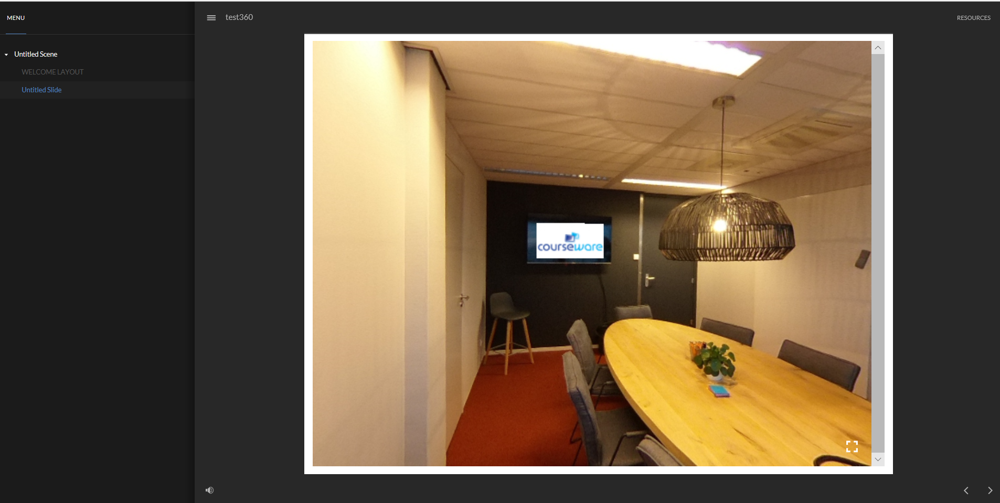 MENU
test360
RESOURCES
Untitled Scene
WELCOME LAYOUT
Untitled Slide
courseware